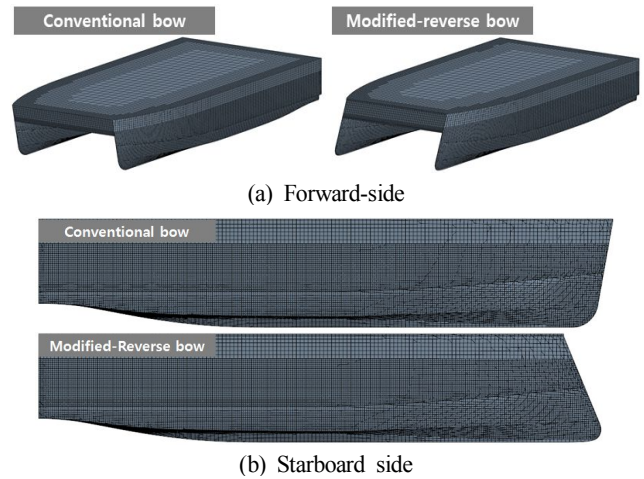 Conventional bow
Modified-reverse bow
(a) Forward-side
Conventional bow
Modified-Reverse bow
(b) Starboard side